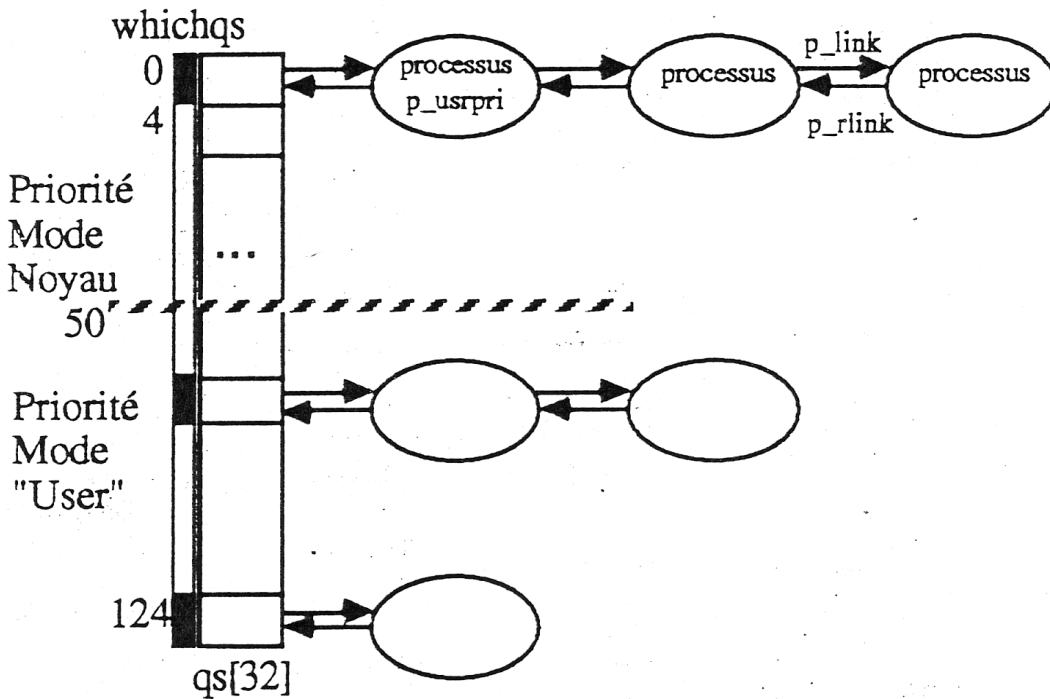 whichqs
0
4
processus
p_usrpri
processus
p_link
p_rlink
processus
Priorité
Mode
Noyau
...
50
Priorité
Mode
"User"
124
qs[32]